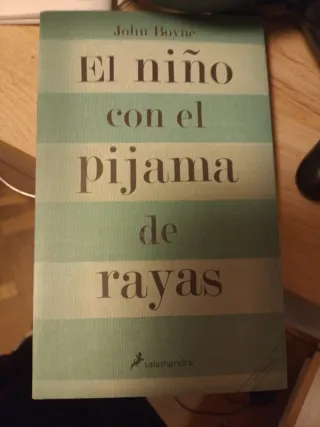 John Boyne
El niño
con el
pijama
de
rayas
salamandra